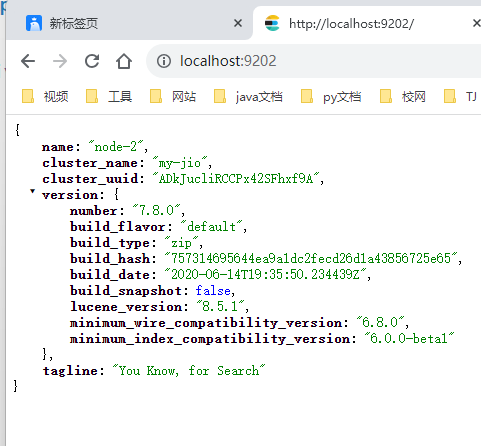 新标签页
http://localhost:9202/
localhost:9202
视频 工具 网站 java文档 py文档 校网 TJ
{
name: "node-2",
cluster_name: "my-jio",
cluster_uuid: "ADkJucliRCCPx42SFhxf9A",
version: {
number: "7.8.0",
build_flavor: "default",
build_type: "zip",
build_hash: "757314695644ea9a1dc2fecd26d1a43856725e65",
build_date: "2020-06-14T19:35:50.234439Z",
build_snapshot: false,
lucene_version: "8.5.1",
minimum_wire_compatibility_version: "6.8.0",
minimum_index_compatibility_version: "6.0.0-beta1"
},
tagline: "You Know, for Search"
}